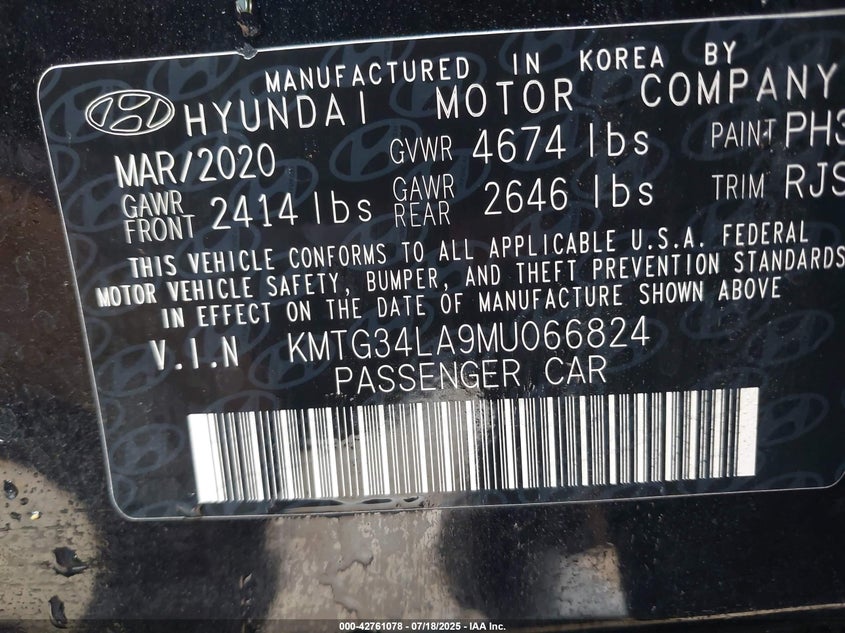 MANUFACTURED IN KOREA BY
HYUNDAI MOTOR COMPANY
MAR/2020 GVWR 4674 lbs PAINT PH3
GAWR FRONT 2414 lbs GAWR REAR 2646 lbs TRIM RJS
THIS VEHICLE CONFORMS TO ALL APPLICABLE U.S.A. FEDERAL
MOTOR VEHICLE SAFETY, BUMPER, AND THEFT PREVENTION STANDARDS
IN EFFECT ON THE DATE OF MANUFACTURE SHOWN ABOVE
V.I.N KMTG34LA9MU066824
PASSENGER CAR
000-42761078 - 07/18/2025 - IAA Inc.